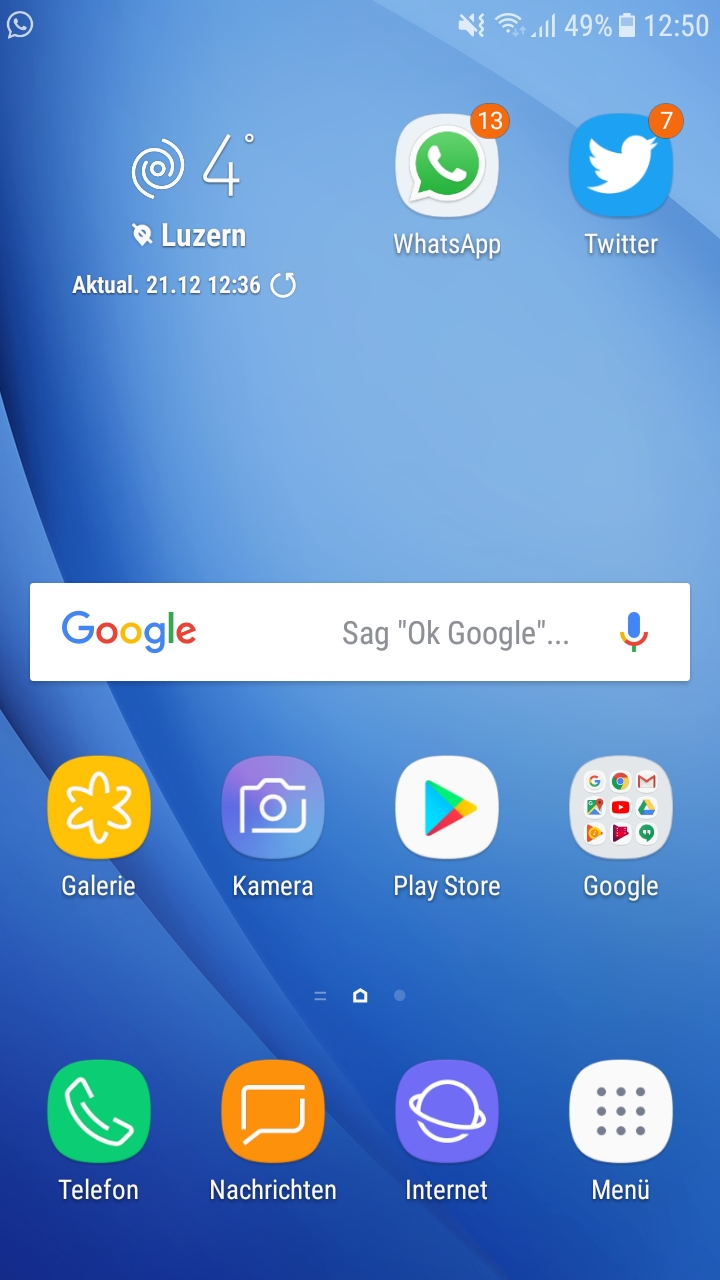 49% 12:50
4°
Luzern
Aktual. 21.12 12:36
13
7
WhatsApp
Twitter
Google
Sag "Ok Google"...
Galerie
Kamera
Play Store
Google
Telefon
Nachrichten
Internet
Menü